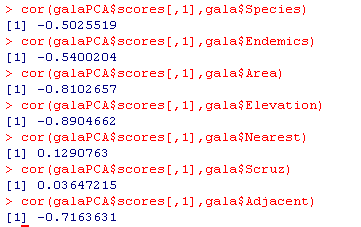 > cor(galaPCA$scores[,1],gala$Species)
[1] -0.5025519
> cor(galaPCA$scores[,1],gala$Endemics)
[1] -0.5400204
> cor(galaPCA$scores[,1],gala$Area)
[1] -0.8102657
> cor(galaPCA$scores[,1],gala$Elevation)
[1] -0.8904662
> cor(galaPCA$scores[,1],gala$Nearest)
[1] 0.1290763
> cor(galaPCA$scores[,1],gala$Scruz)
[1] 0.03647215
> cor(galaPCA$scores[,1],gala$Adjacent)
[1] -0.7163631